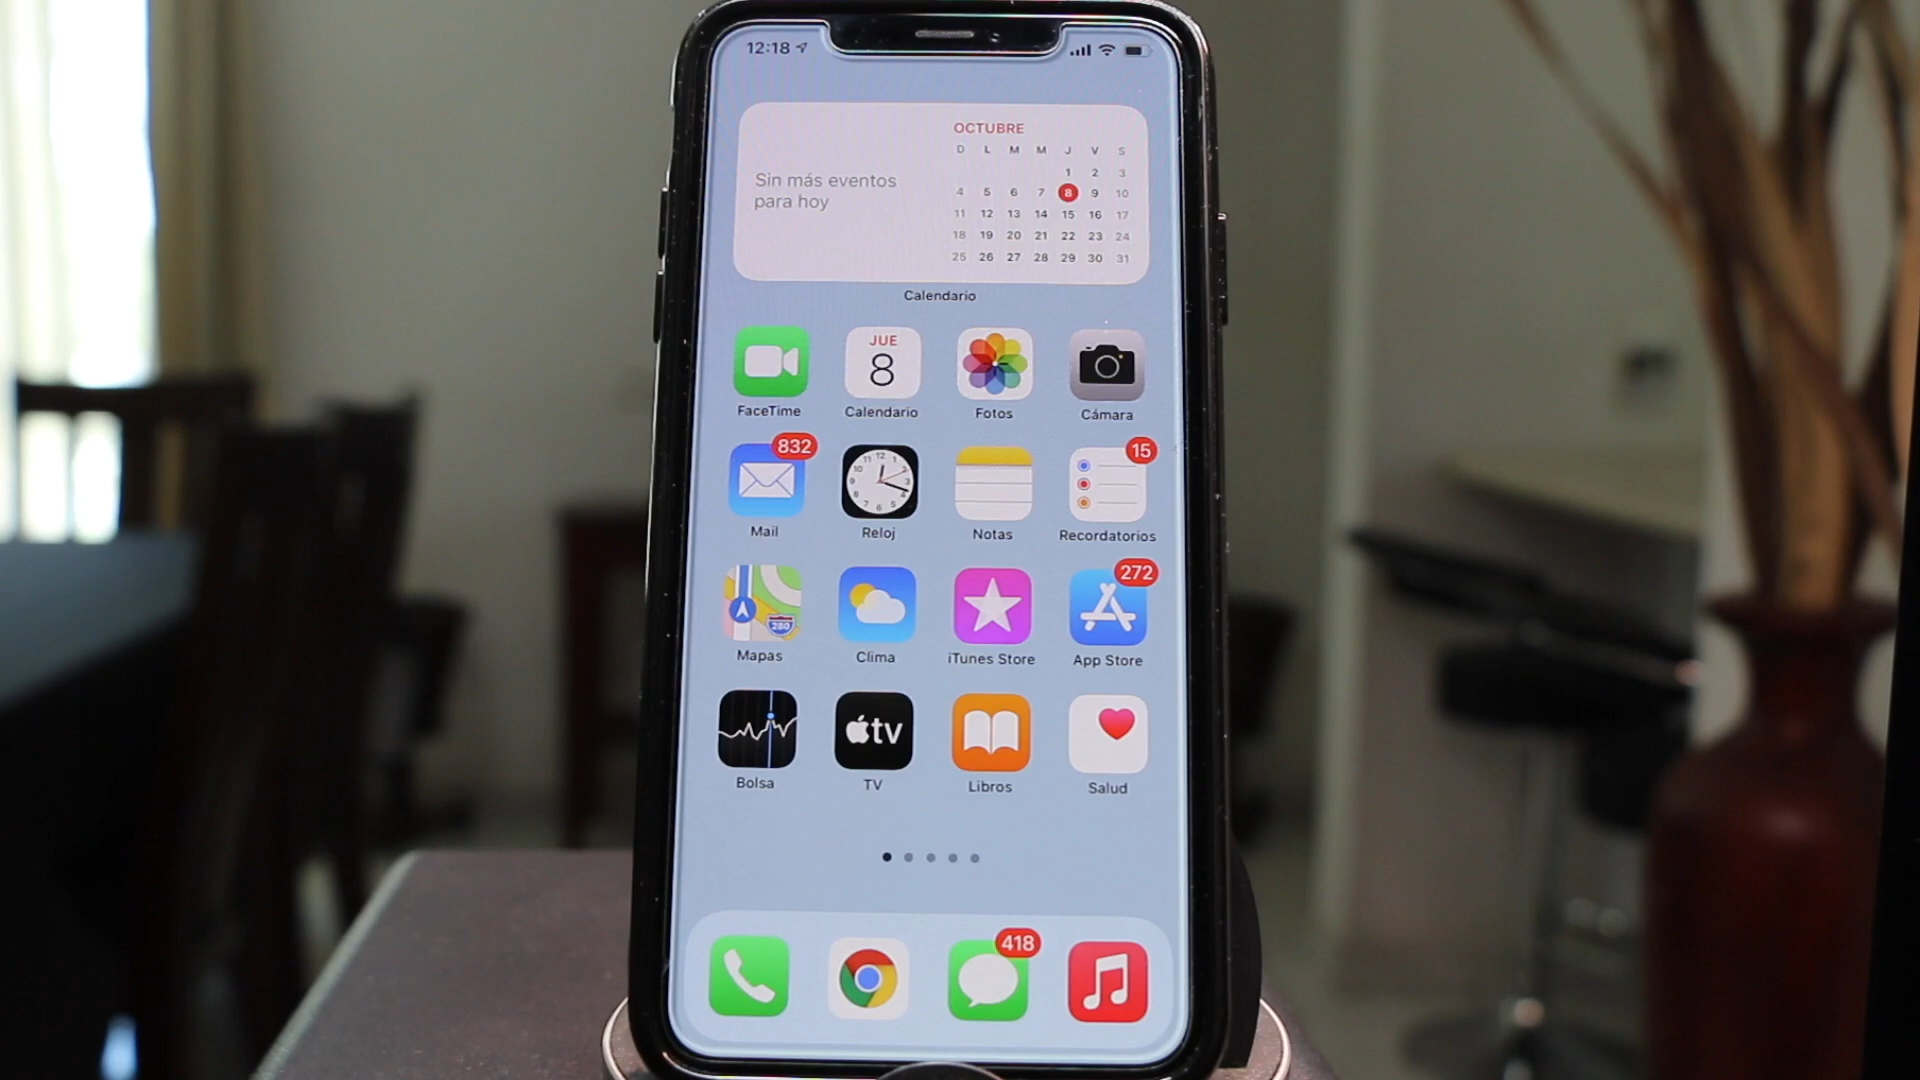 12:18
OCTUBRE
D L M M J V S
1 2 3
4 5 6 7 8 9 10
11 12 13 14 15 16 17
18 19 20 21 22 23 24
25 26 27 28 29 30 31
Sin más eventos
para hoy
Calendario
JUE
8
FaceTime Calendario Fotos Cámara
832
15
12
Mail Reloj Notas Recordatorios
280
272
Mapas Clima iTunes Store App Store
tv
Bolsa TV Libros Salud
418